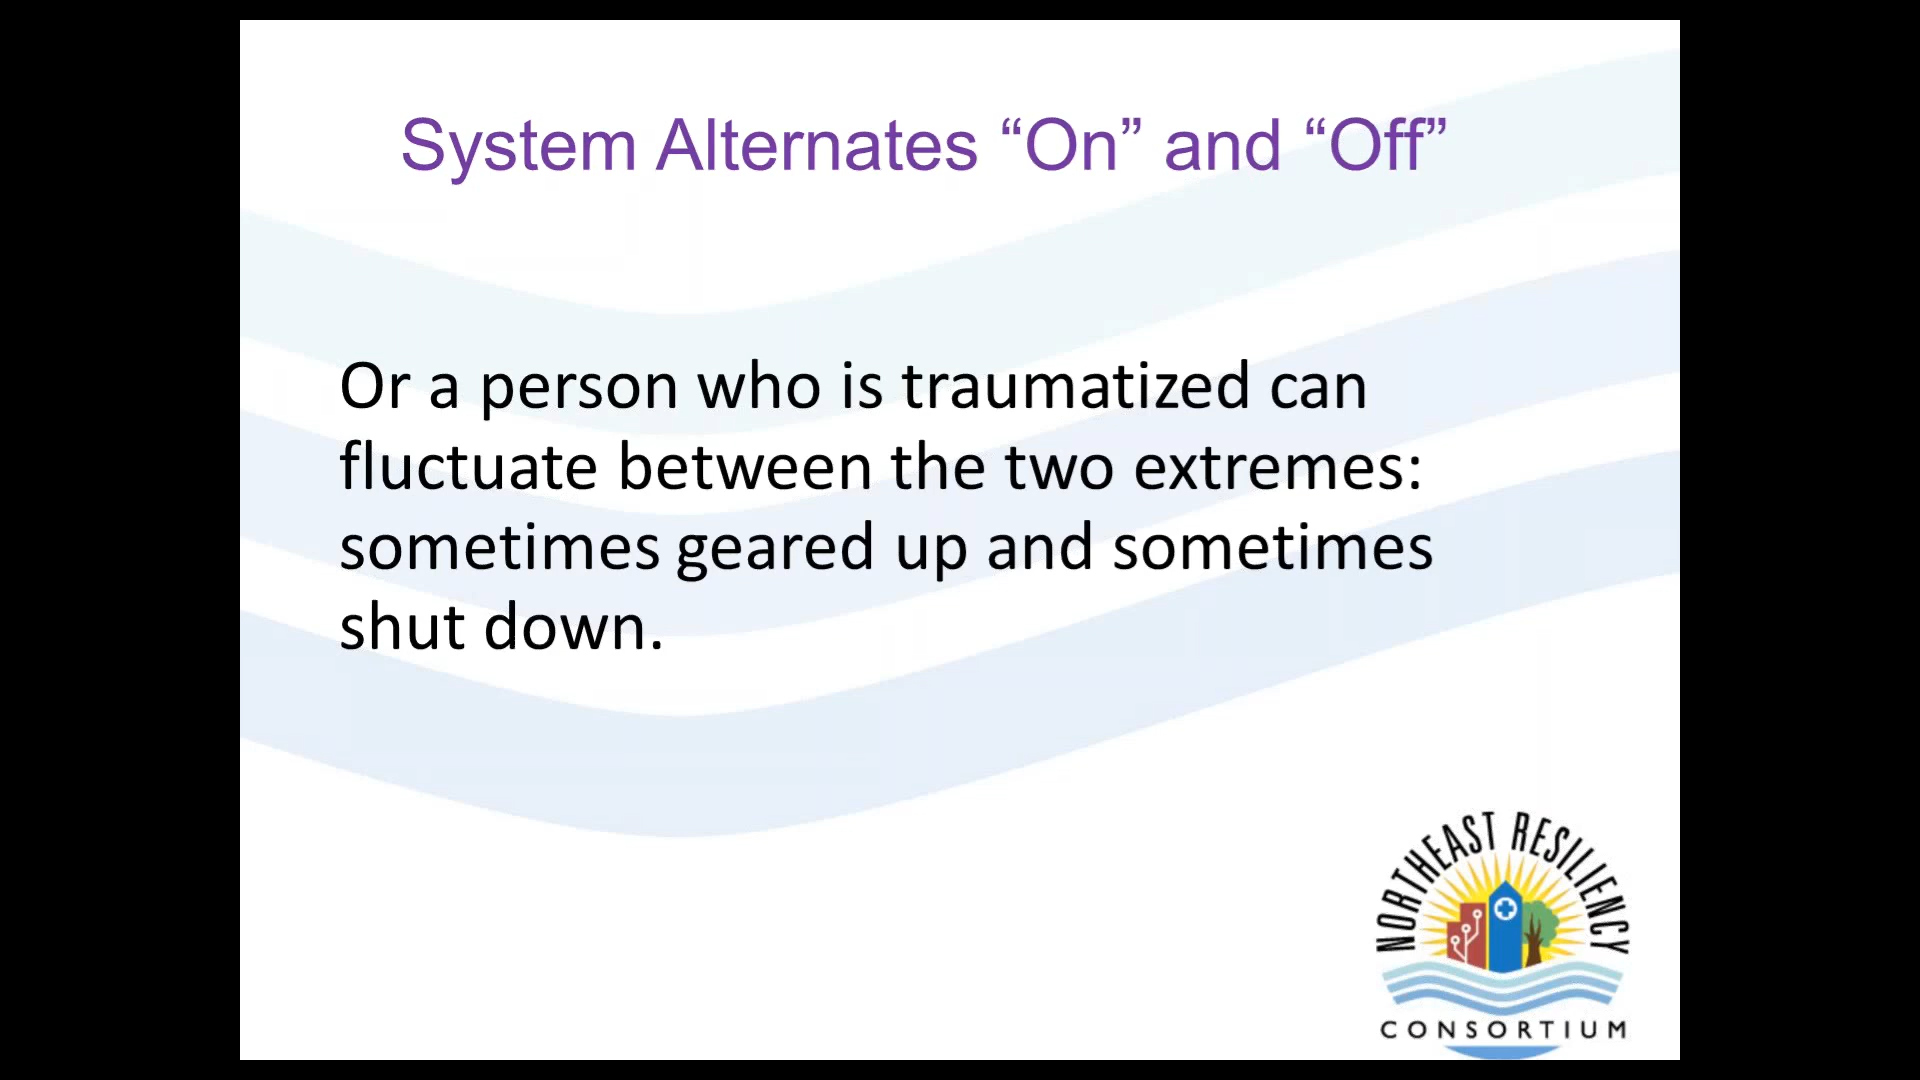 System Alternates “On” and “Off”
Or a person who is traumatized can
fluctuate between the two extremes:
sometimes geared up and sometimes
shut down.
NORTHEAST RESILIENCY
CONSORTIUM